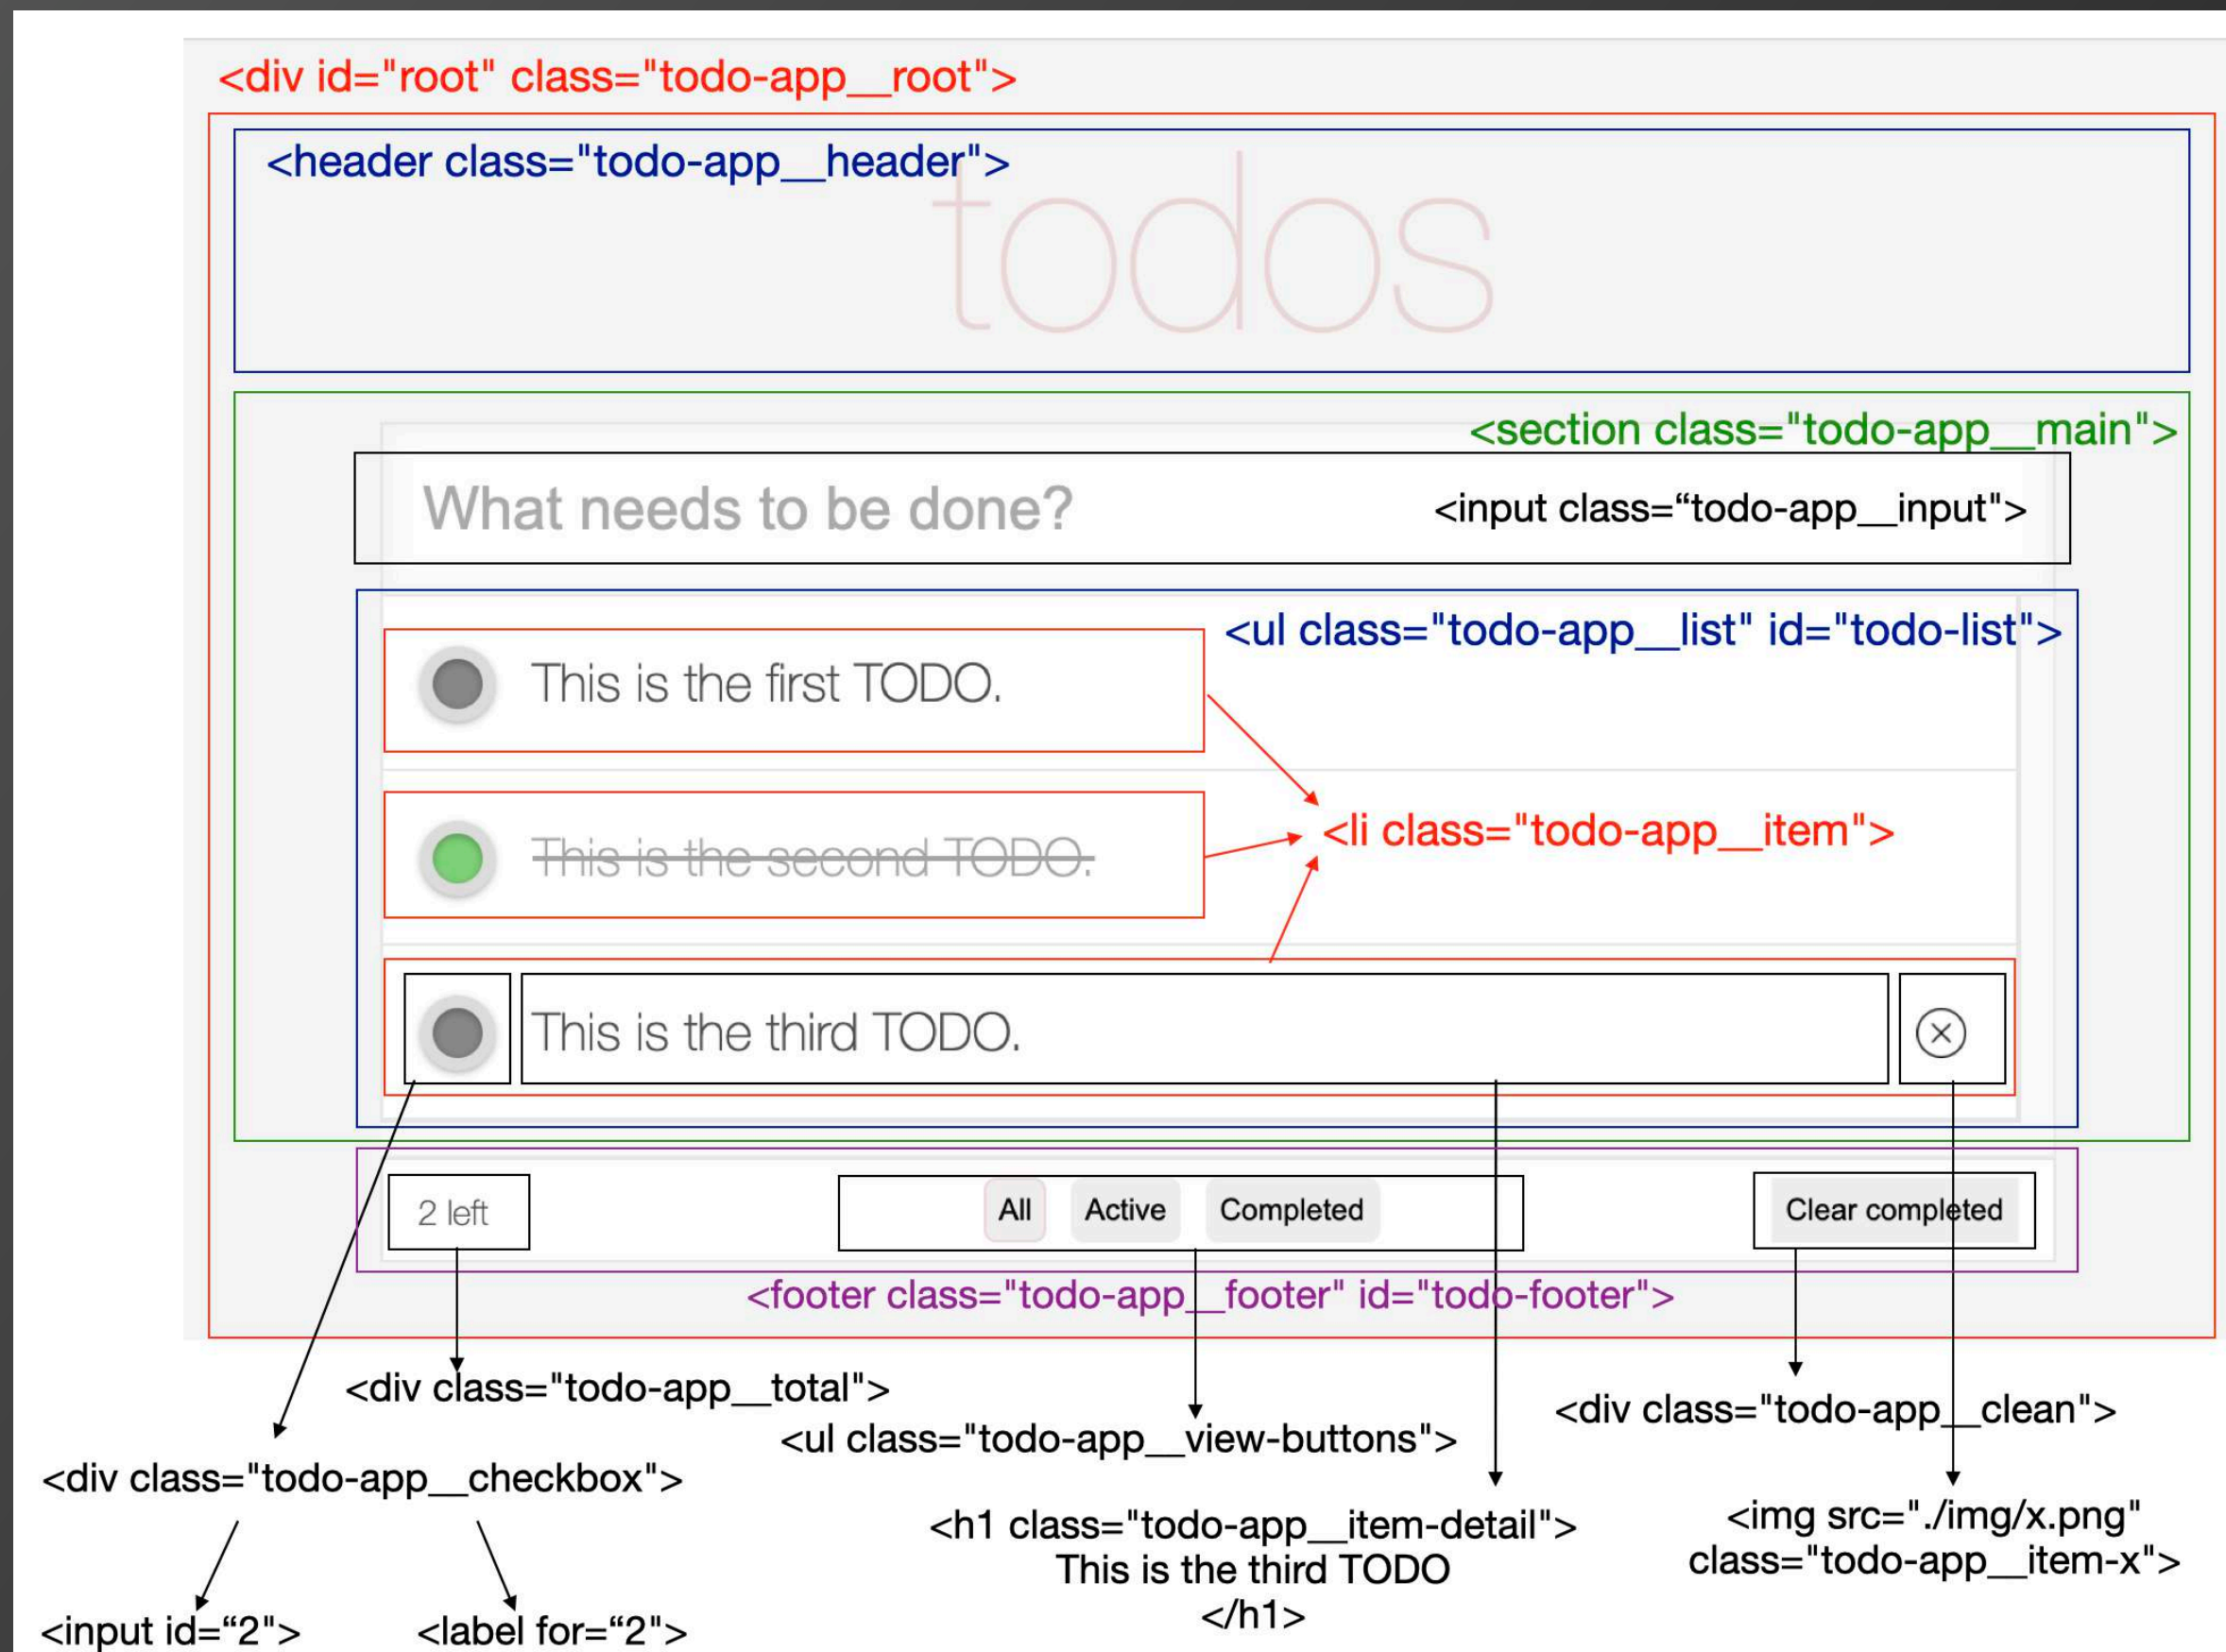 <div id="root" class="todo-app__root">
<header class="todo-app__header">
todos
<section class="todo-app__main">
What needs to be done?
<input class=“todo-app__input">
<ul class="todo-app__list" id="todo-list">
This is the first TODO.
<li class="todo-app__item">
This is the second TODO.
This is the third TODO.
2 left
All
Active
Completed
Clear completed
<footer class="todo-app__footer" id="todo-footer">
<div class="todo-app__total">
<ul class="todo-app__view-buttons">
<div class="todo-app__clean">
<div class="todo-app__checkbox">
<input id=“2">
<label for=“2">
<h1 class="todo-app__item-detail">
This is the third TODO
</h1>
<img src="./img/x.png"
class="todo-app__item-x">